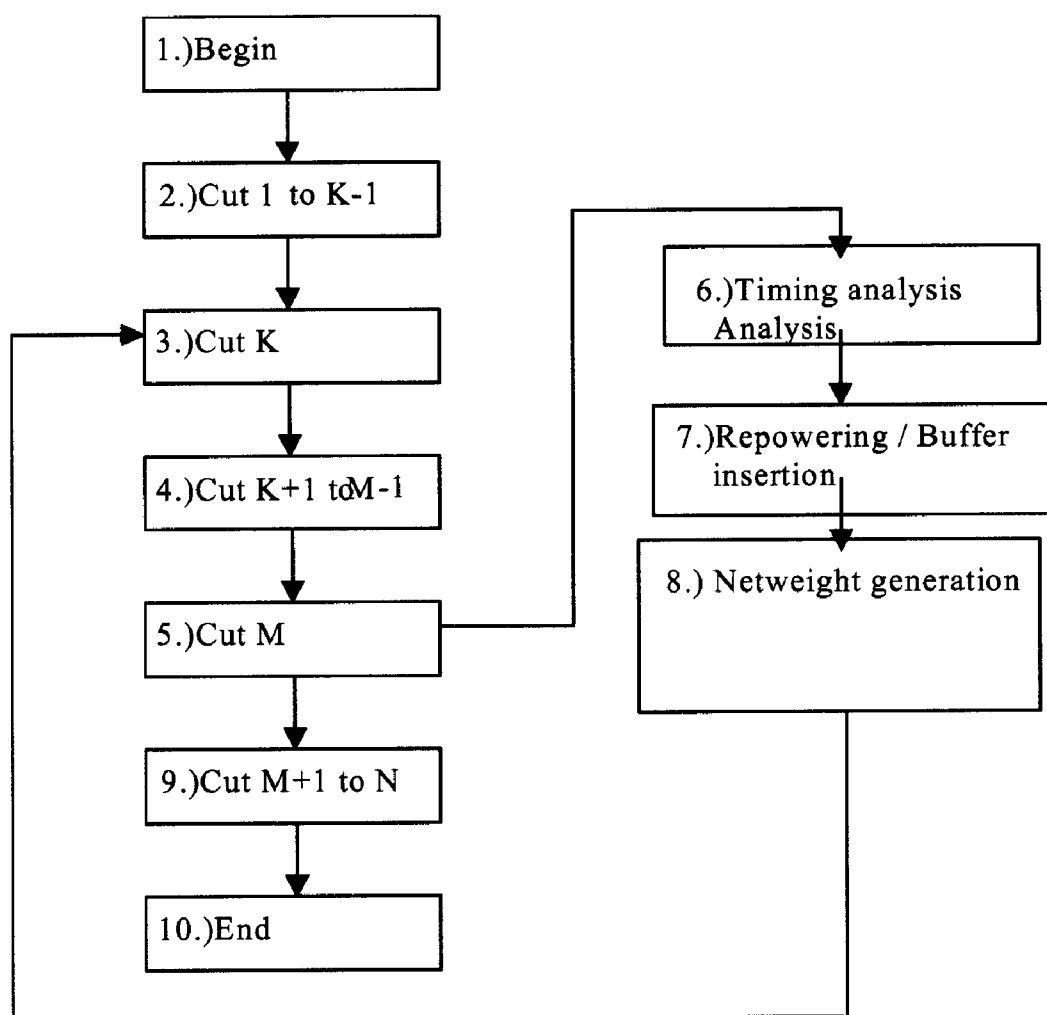 1.)Begin
2.)Cut 1 to K-1
3.)Cut K
4.)Cut K+1 to M-1
5.)Cut M
6.)Timing analysis
Analysis
7.)Repowering / Buffer
insertion
8.) Netweight generation
9.)Cut M+1 to N
10.)End